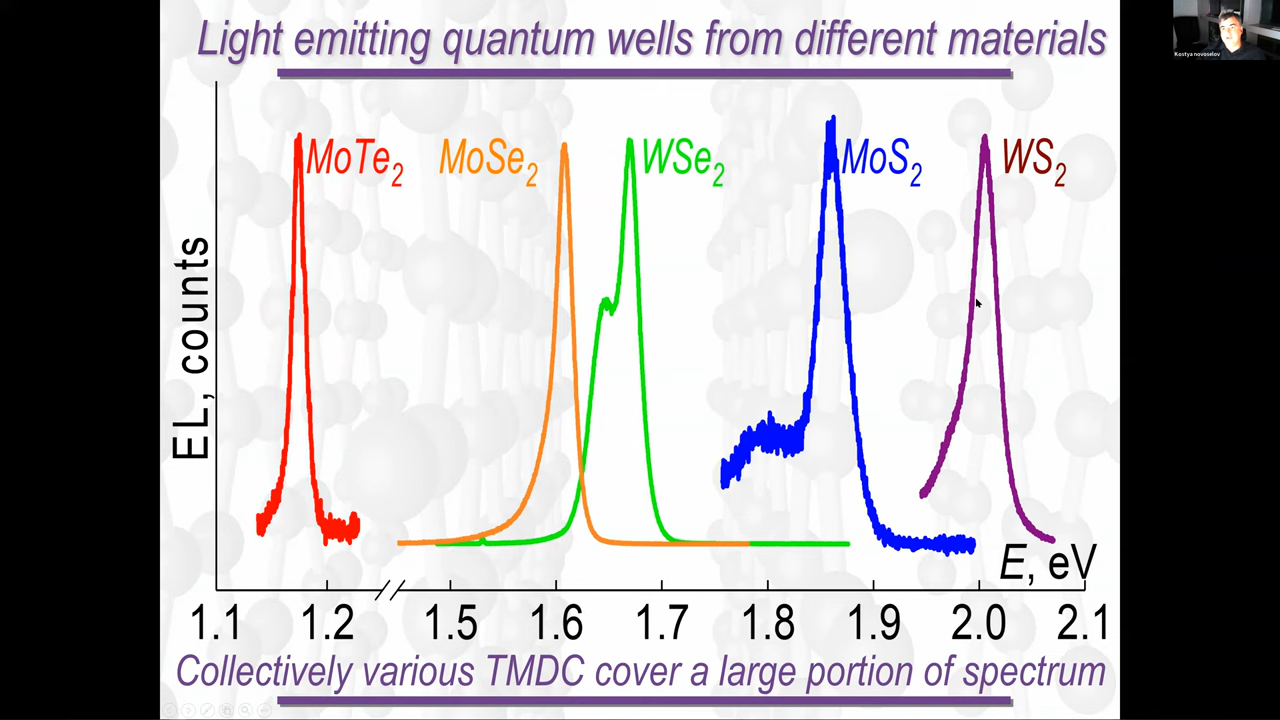 Light emitting quantum wells from different materials
Kostya novoselov
MoTe2
MoSe2
WSe2
MoS2
WS2
EL, counts
E, eV
1.1 1.2 1.5 1.6 1.7 1.8 1.9 2.0 2.1
Collectively various TMDC cover a large portion of spectrum